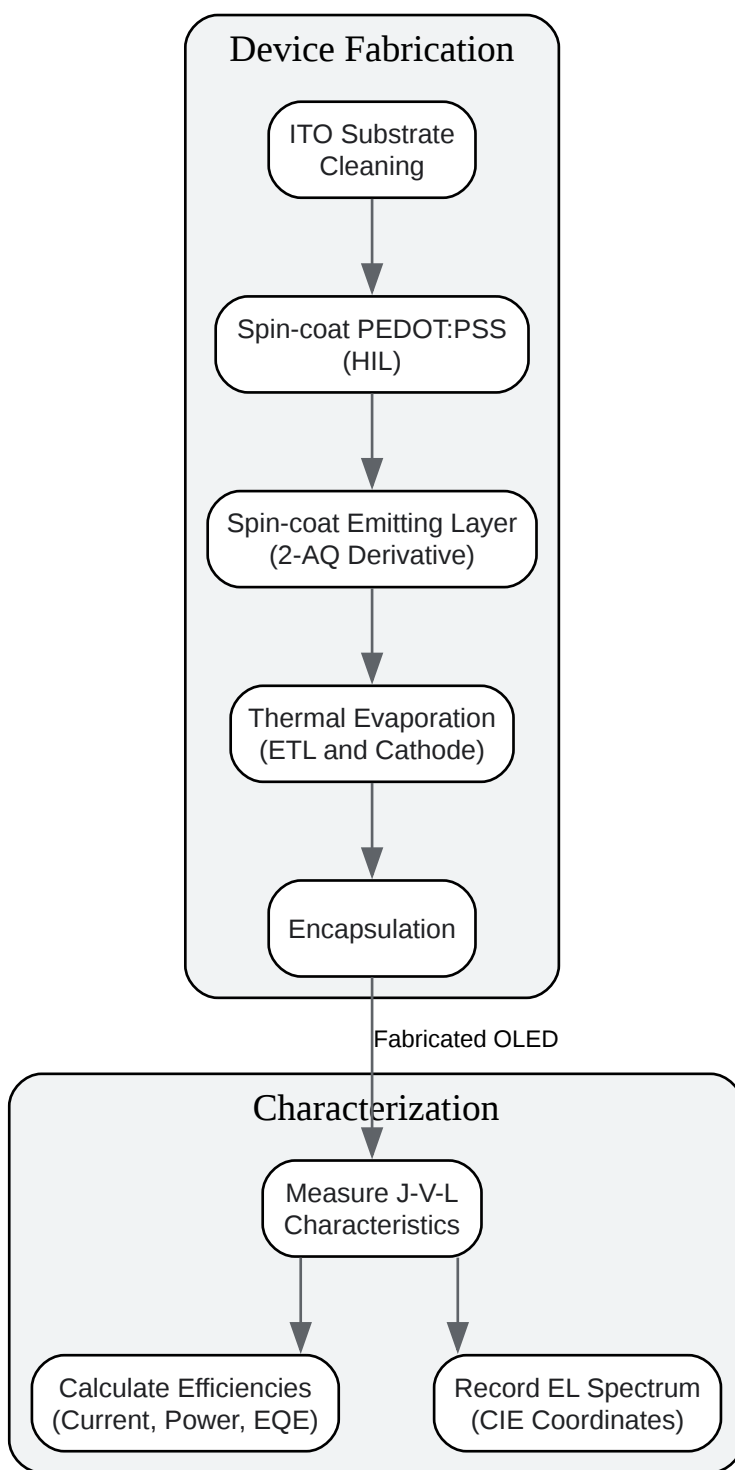 Device Fabrication
ITO Substrate
Cleaning
Spin-coat PEDOT:PSS
(HIL)
Spin-coat Emitting Layer
(2-AQ Derivative)
Thermal Evaporation
(ETL and Cathode)
Encapsulation
Fabricated OLED
Characterization
Measure J-V-L
Characteristics
Calculate Efficiencies
(Current, Power, EQE)
Record EL Spectrum
(CIE Coordinates)